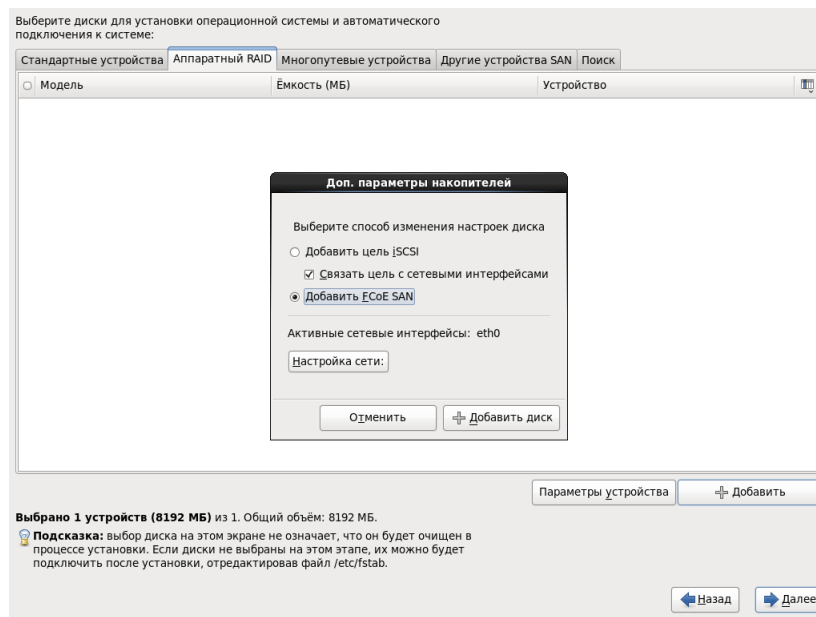 Выберите диски для установки операционной системы и автоматического
подключения к системе:
Стандартные устройства Аппаратный RAID Многопутевые устройства Другие устройства SAN Поиск
Модель Ёмкость (МБ) Устройство
Доп. параметры накопителей
Выберите способ изменения настроек диска
Добавить цель iSCSI
Связать цель с сетевыми интерфейсами
Добавить FCoE SAN
Активные сетевые интерфейсы: eth0
Настройка сети:
Отменить Добавить диск
Параметры устройства Добавить
Выбрано 1 устройств (8192 МБ) из 1. Общий объём: 8192 МБ.
Подсказка: выбор диска на этом экране не означает, что он будет очищен в
процессе установки. Если диски не выбраны на этом этапе, их можно будет
подключить после установки, отредактировав файл /etc/fstab.
Назад Далее